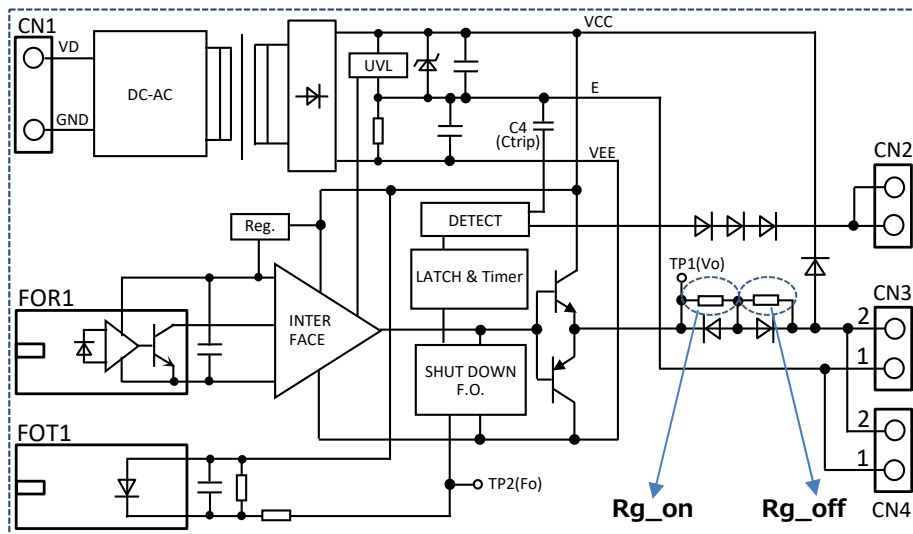 CN1
VD
GND
DC-AC
VCC
UVL
E
C4
(Ctrip)
VEE
CN2
DETECT
Reg.
LATCH & Timer
TP1(Vo)
FOR1
INTER
FACE
CN3
2
1
SHUT DOWN
F.O.
FOT1
2
1
TP2(Fo)
Rg_on
Rg_off
CN4